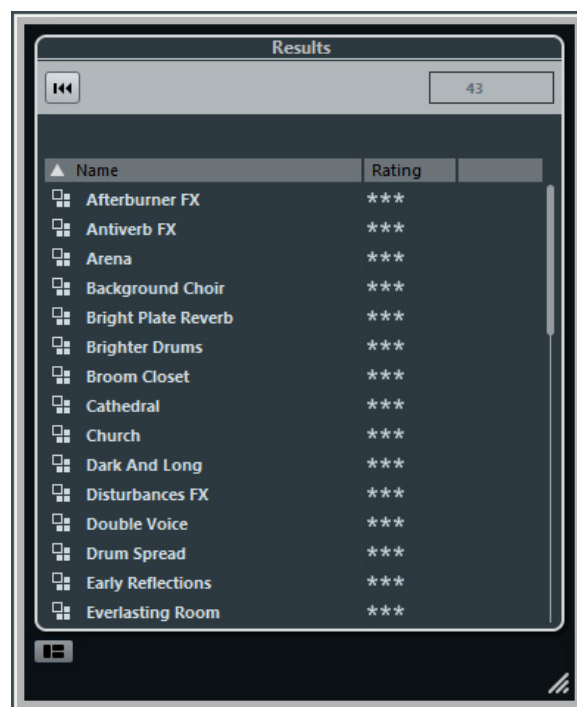 Results
43
Name Rating
Afterburner FX ***
Antiverb FX ***
Arena ***
Background Choir ***
Bright Plate Reverb ***
Brighter Drums ***
Broom Closet ***
Cathedral ***
Church ***
Dark And Long ***
Disturbances FX ***
Double Voice ***
Drum Spread ***
Early Reflections ***
Everlasting Room ***